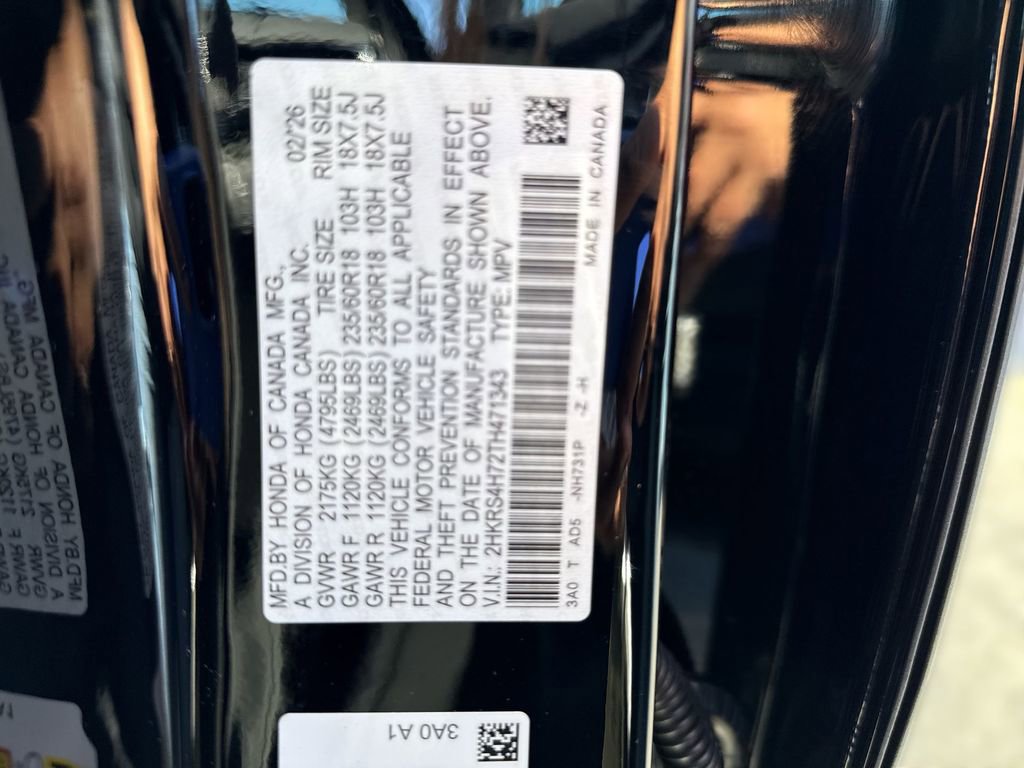 MFD.BY HONDA OF CANADA MFG., 02/26
A DIVISION OF HONDA CANADA INC.
GVWR 2175KG (4795LBS) TIRE SIZE RIM SIZE
GAWR F 1120KG (2469LBS) 235/60R18 103H 18X7.5J
GAWR R 1120KG (2469LBS) 235/60R18 103H 18X7.5J
THIS VEHICLE CONFORMS TO ALL APPLICABLE
FEDERAL MOTOR VEHICLE SAFETY
AND THEFT PREVENTION STANDARDS IN EFFECT
ON THE DATE OF MANUFACTURE SHOWN ABOVE.
V.I.N.: 2HKRS4H72TH471343 TYPE: MPV
3A0 T AD5 -NH731P -Z -H MADE IN CANADA
3A0 A1